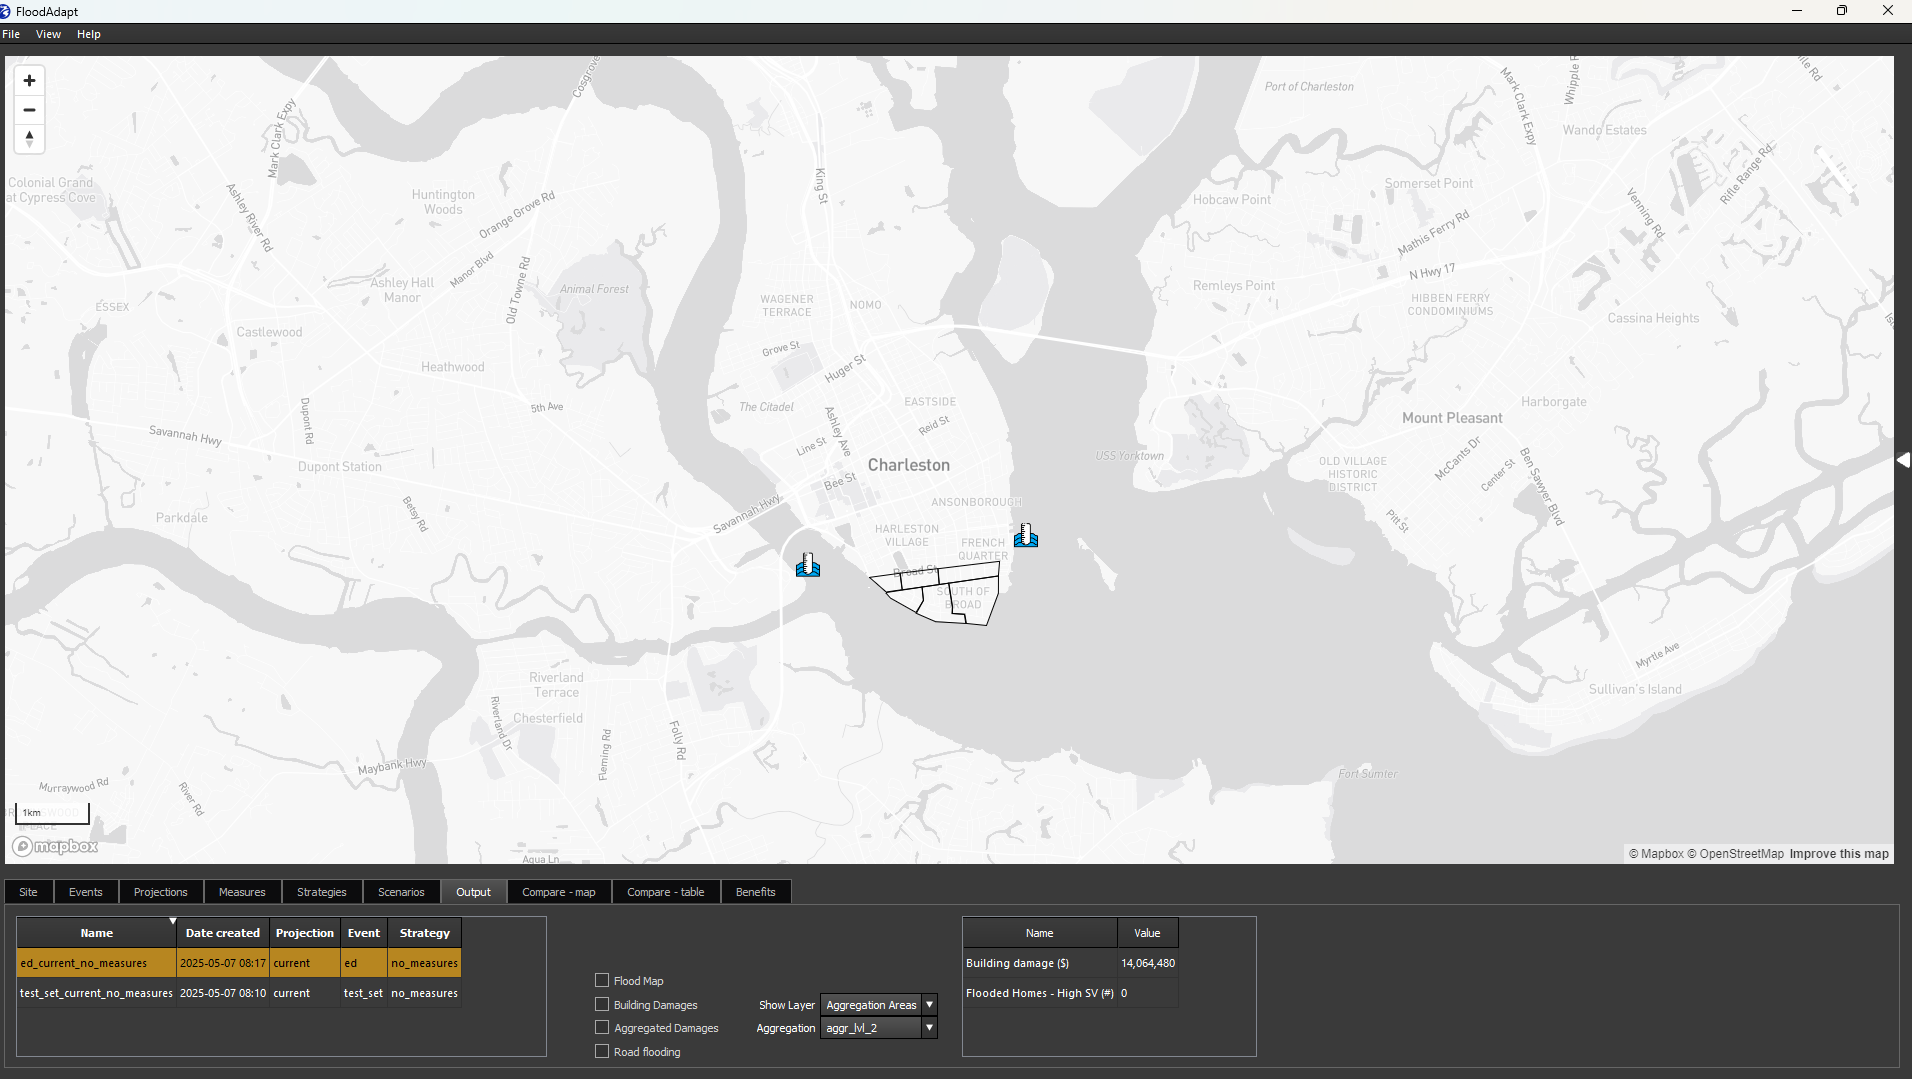 FloodAdapt
File View Help
Cosgrove
Port of Charleston
Mark Clark Expy
Whipple R
lle Rd
Mark Clark Expy
Wando Estates
Colonial Grand
at Cypress Cove
Ashley River Rd
Huntington
Woods
Orange Grove Rd
King St
Hobcaw Point
Somerset Point
Venning Rd
Rifle Range Rd
Mathis Ferry Rd
Manor Blvd
Old Towne Rd
Ashley Hall
Manor
Animal Forest
N Hwy 17
Remleys Point
ESSEX
WAGENER
TERRACE
NOMO
HIBBEN FERRY
CONDOMINIUMS
Cassina Heights
Isl
Castlewood
Heathwood
Grove St
Huger St
5th Ave
The Citadel
EASTSIDE
Reid St
Ashley Ave
Dupont Rd
Savannah Hwy
Line St
Mount Pleasant
Harborgate
Dupont Station
Charleston
Bee St
USS Yorktown
OLD VILLAGE
HISTORIC
DISTRICT
McCants Dr
Center St
Ben Sawyer Blvd
Betsy Rd
Parkdale
Savannah Hwy
ANSONBOROUGH
HARLESTON
VILLAGE
FRENCH
QUARTER
Pitt St
Broad St
SOUTH OF
BROAD
Myrtle Ave
Sullivan's Island
Riverland
Terrace
Chesterfield
Riverland Dr
Fleming Rd
Folly Rd
Maybank Hwy
Fort Sumter
Murraywood Rd
River Rd
1km
PLACE
mapbox
Aqua Ln
© Mapbox © OpenStreetMap Improve this map
Site Events Projections Measures Strategies Scenarios Output Compare - map Compare - table Benefits
Name Date created Projection Event Strategy
ed_current_no_measures 2025-05-07 08:17 current ed no_measures
test_set_current_no_measures 2025-05-07 08:10 current test_set no_measures
Flood Map
Building Damages
Aggregated Damages
Road flooding
Show Layer Aggregation Areas
Aggregation aggr_lvl_2
Name Value
Building damage ($) 14,064,480
Flooded Homes - High SV (#) 0